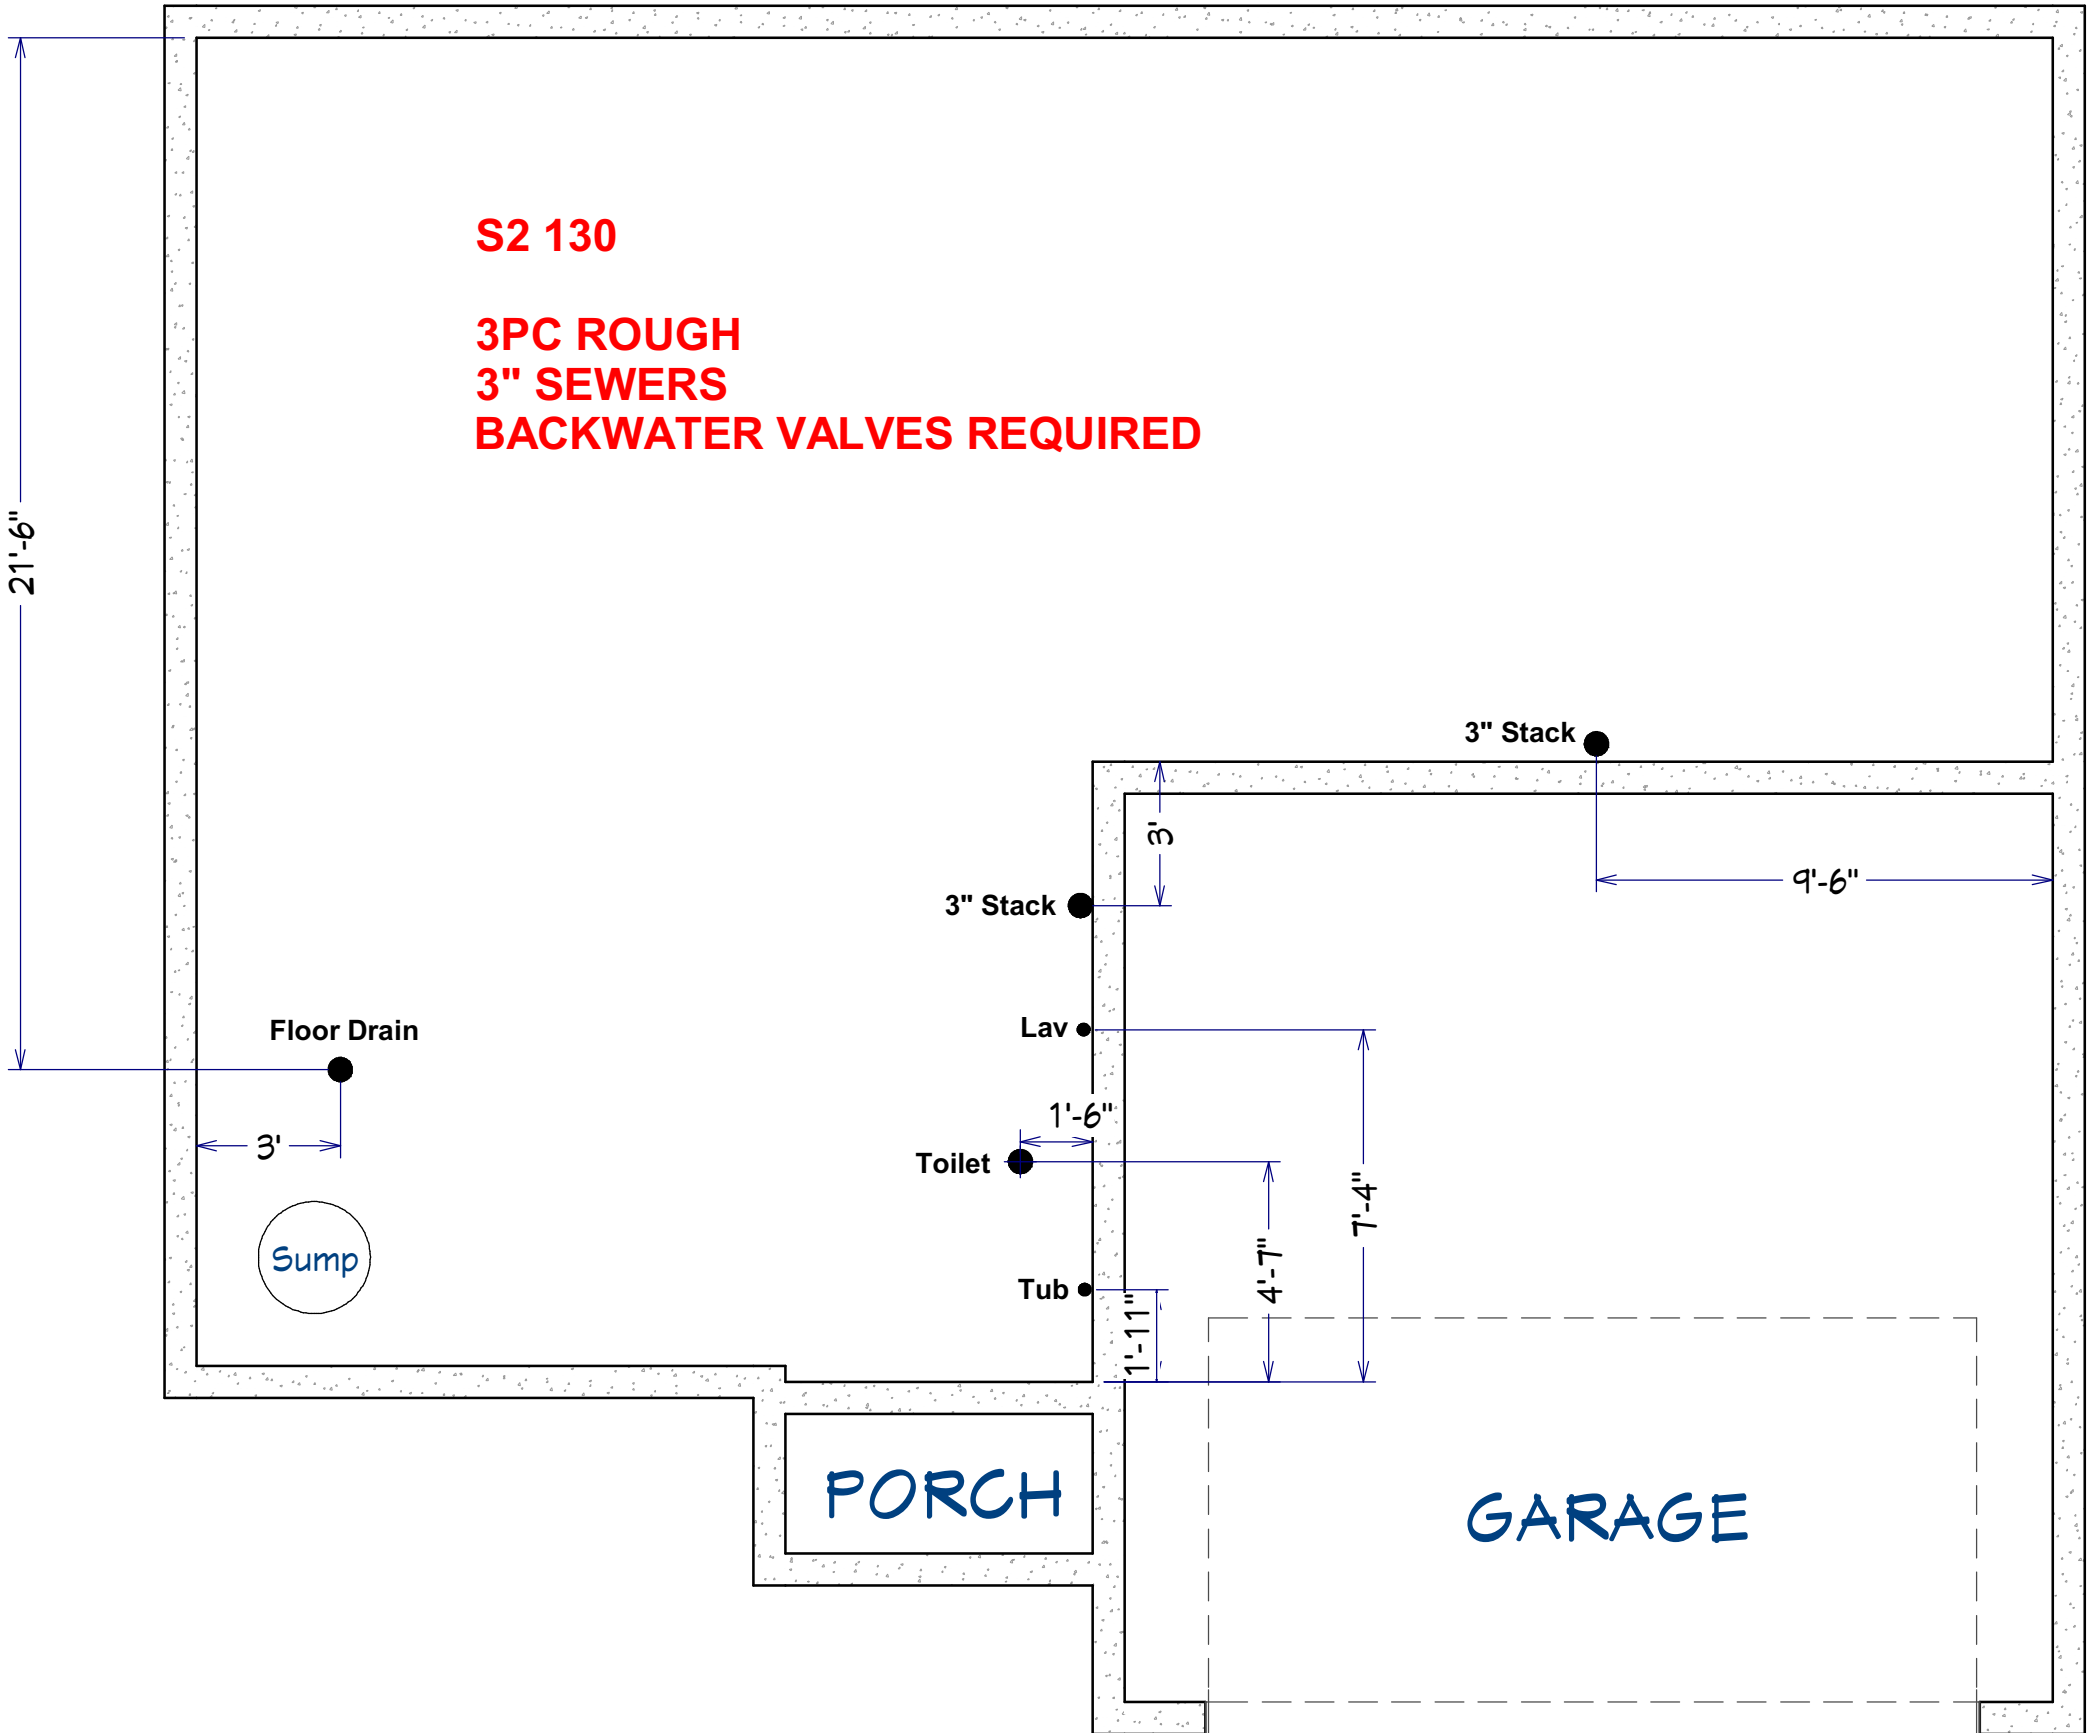 S2 130
3PC ROUGH
3" SEWERS
BACKWATER VALVES REQUIRED
21'-6"
3" Stack
3'
9'-6"
3" Stack
Floor Drain
Lav
1'-6"
3'
Toilet
7'-4"
4'-7"
Sump
Tub
1'-11"
PORCH
GARAGE